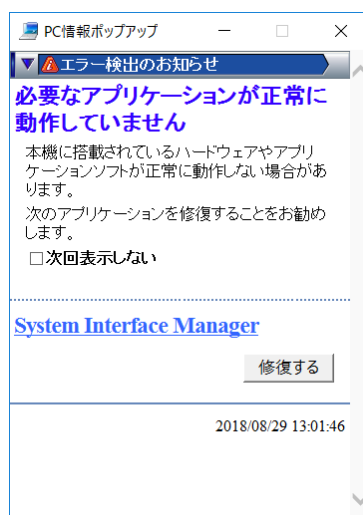 PC情報ポップアップ
エラー検出のお知らせ
必要なアプリケーションが正常に
動作していません
本機に搭載されているハードウェアやアプリ
ケーションソフトが正常に動作しない場合があ
ります。
次のアプリケーションを修復することをお勧め
します。
次回表示しない
System Interface Manager
修復する
2018/08/29 13:01:46